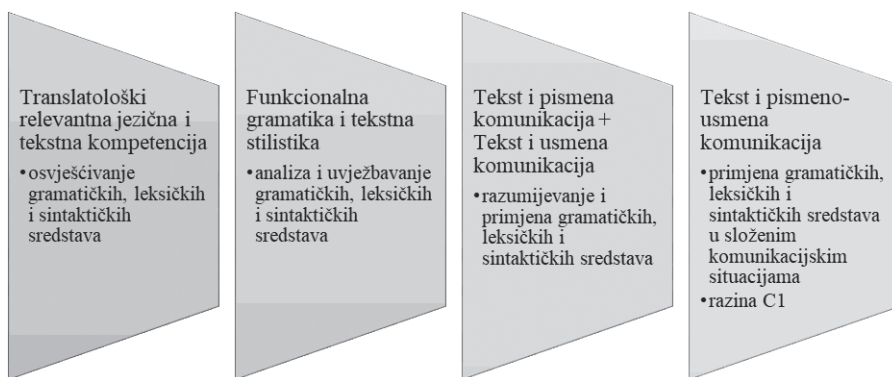 Translatološki
relevantna jezična i
tekstna kompetencija
•osvješćivanje
gramatičkih, leksičkih
i sintaktičkih
sredstava
Funkcionalna
gramatika i tekstna
stilistika
•analiza i uvježbavanje
gramatičkih, leksičkih
i sintaktičkih
sredstava
Tekst i pismena
komunikacija +
Tekst i usmena
komunikacija
•razumijevanje i
primjena gramatičkih,
leksičkih i
sintaktičkih sredstava
Tekst i pismeno-
usmena
komunikacija
•primjena gramatičkih,
leksičkih i
sintaktičkih sredstava
u složenim
komunikacijskim
situacijama
•razina C1